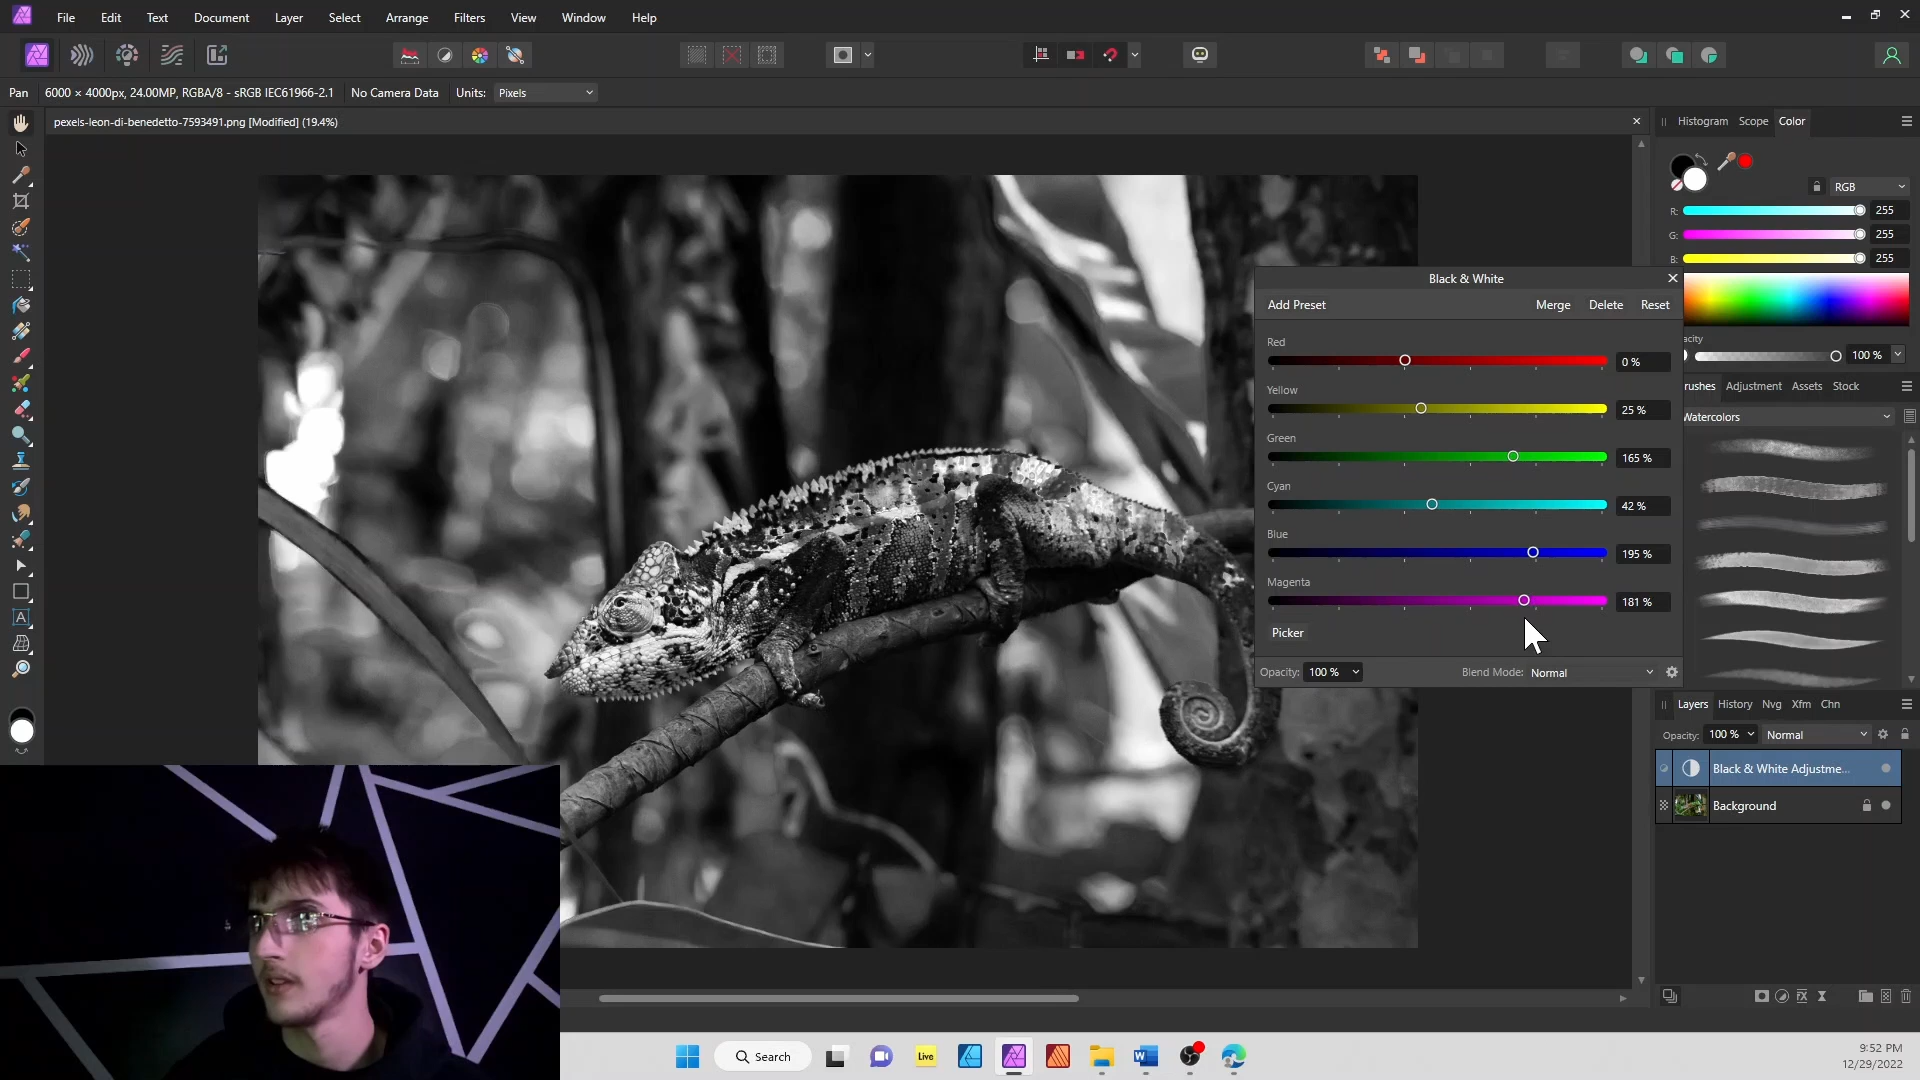 File Edit Text Document Layer Select Arrange Filters View Window Help
Pan 6000 × 4000px, 24.00MP, RGBA/8 - sRGB IEC61966-2.1 No Camera Data Units: Pixels
pexels-leon-di-benedetto-7593491.png [Modified] (19.4%)
Histogram Scope Color
RGB
R: 255
G: 255
B: 255
Black & White
Add Preset Merge Delete Reset
Red
0 %
Yellow
25 %
Green
165 %
Cyan
42 %
Blue
195 %
Magenta
181 %
Picker
Opacity: 100 % Blend Mode: Normal
acity 100 %
rushes Adjustment Assets Stock
Watercolors
Layers History Nvg Xfm Chn
Opacity: 100 % Normal
Black & White Adjustme...
Background
Search
Live
9:52 PM
12/29/2022